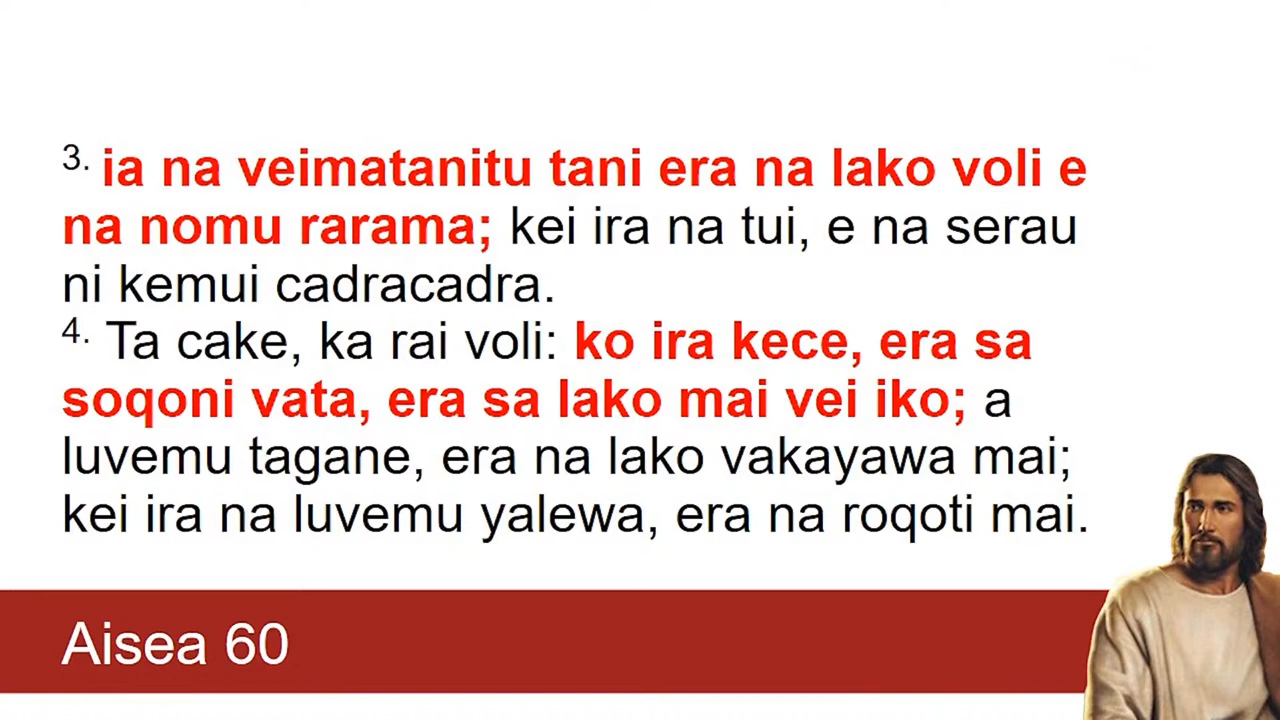 3. ia na veimatanitu tani era na lako voli e
na nomu rarama; kei ira na tui, e na serau
ni kemui cadracadra.
4. Ta cake, ka rai voli: ko ira kece, era sa
soqoni vata, era sa lako mai vei iko; a
luvemu tagane, era na lako vakayawa mai;
kei ira na luvemu yalewa, era na roqoti mai.
Aisea 60